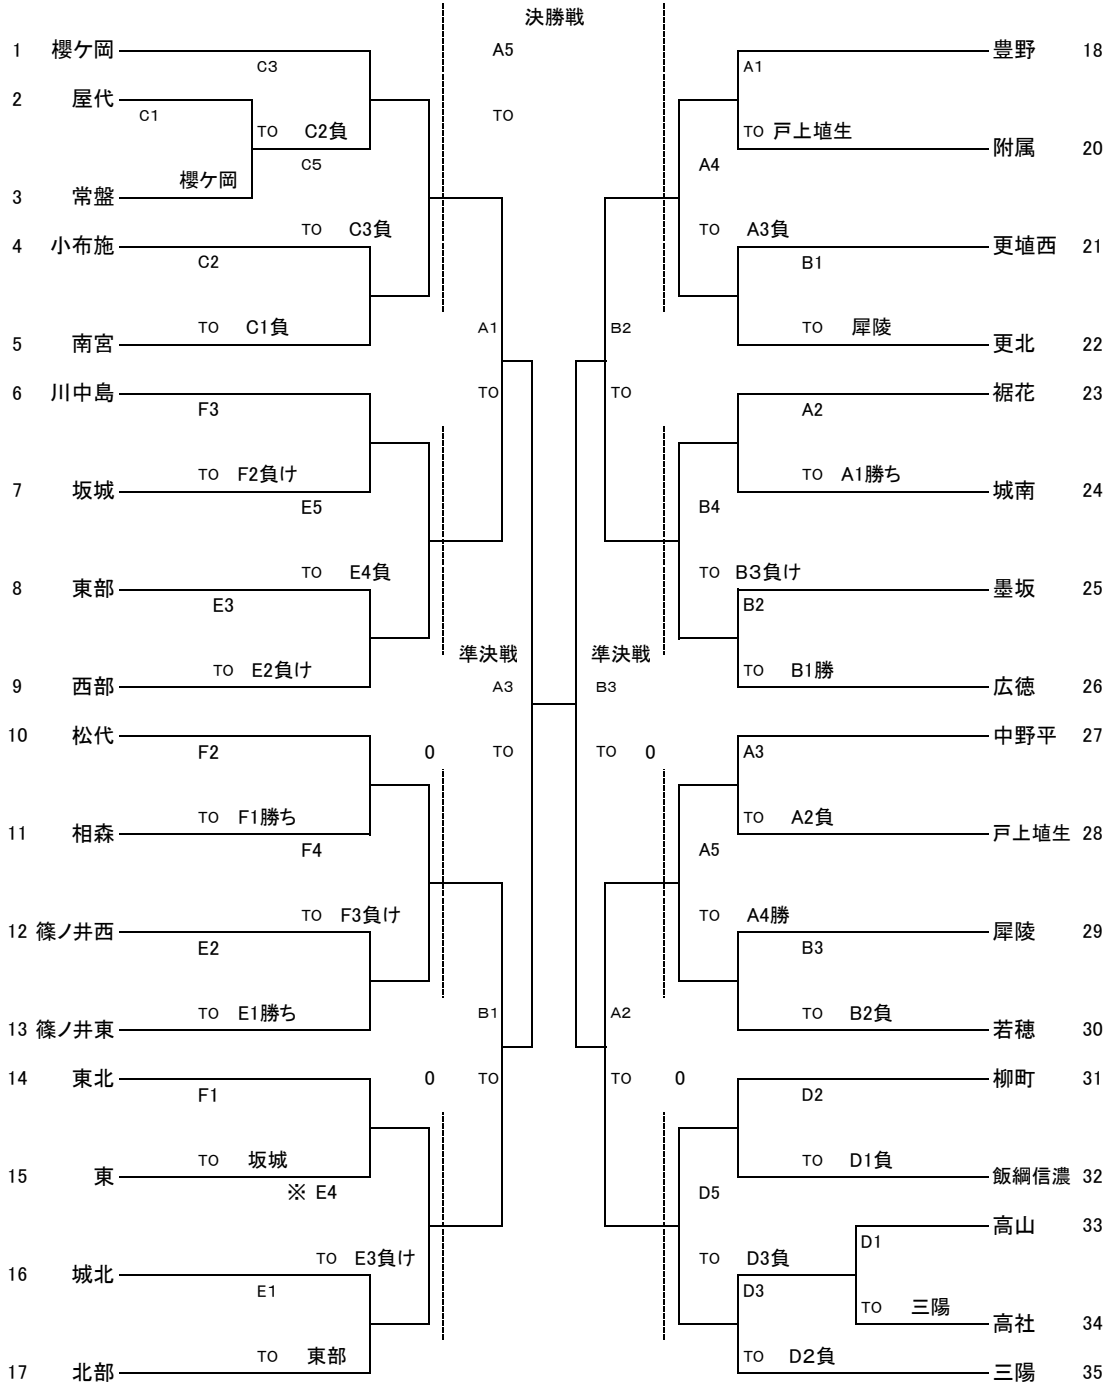 決勝戦
1 櫻ケ岡 A5 豊野 18
C3 A1
2 屋代
C1 TO
TO C2負 TO 戸上埴生
附属 20
C5 A4
櫻ケ岡
3 常盤
TO C3負 TO A3負
4 小布施 更埴西 21
C2 B1
TO C1負 A1 B2 TO 犀陵
5 南宮 更北 22
6 川中島 TO TO 裾花 23
F3 A2
TO F2負け TO A1勝ち
7 坂城 城南 24
E5 B4
TO E4負 TO B3負け
8 東部 墨坂 25
E3 B2
準決戦 準決戦
TO E2負け TO B1勝
9 西部 A3 B3 広徳 26
10 松代 中野平 27
F2 0 TO TO 0 A3
TO F1勝ち TO A2負
11 相森 戸上埴生 28
F4 A5
TO F3負け TO A4勝
12 篠ノ井西 犀陵 29
E2 B3
TO E1勝ち B1 A2 TO B2負
13 篠ノ井東 若穂 30
14 東北 0 TO TO 0 柳町 31
F1 D2
TO 坂城 TO D1負
15 東 飯綱信濃 32
※ E4 D5
高山 33
D1
TO E3負け TO D3負
16 城北
E1 D3
TO 三陽
高社 34
TO 東部 TO D2負
17 北部 三陽 35